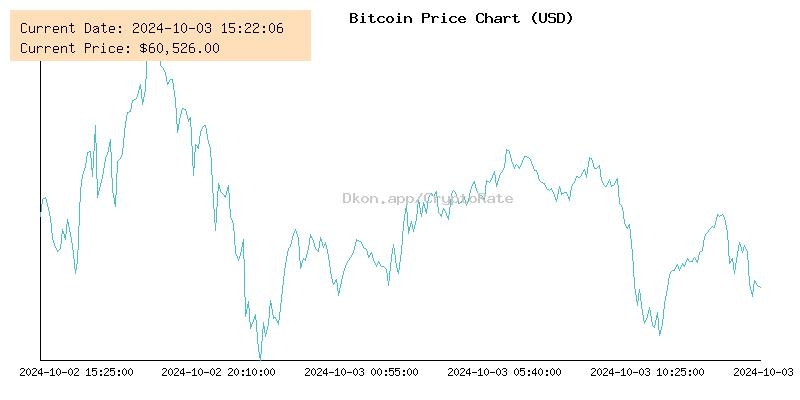 Bitcoin Price Chart (USD)
Current Date: 2024-10-03 15:22:06
Current Price: $60,526.00
Dkon.app/CryptoRate
2024-10-02 15:25:00 2024-10-02 20:10:00 2024-10-03 00:55:00 2024-10-03 05:40:00 2024-10-03 10:25:00 2024-10-03